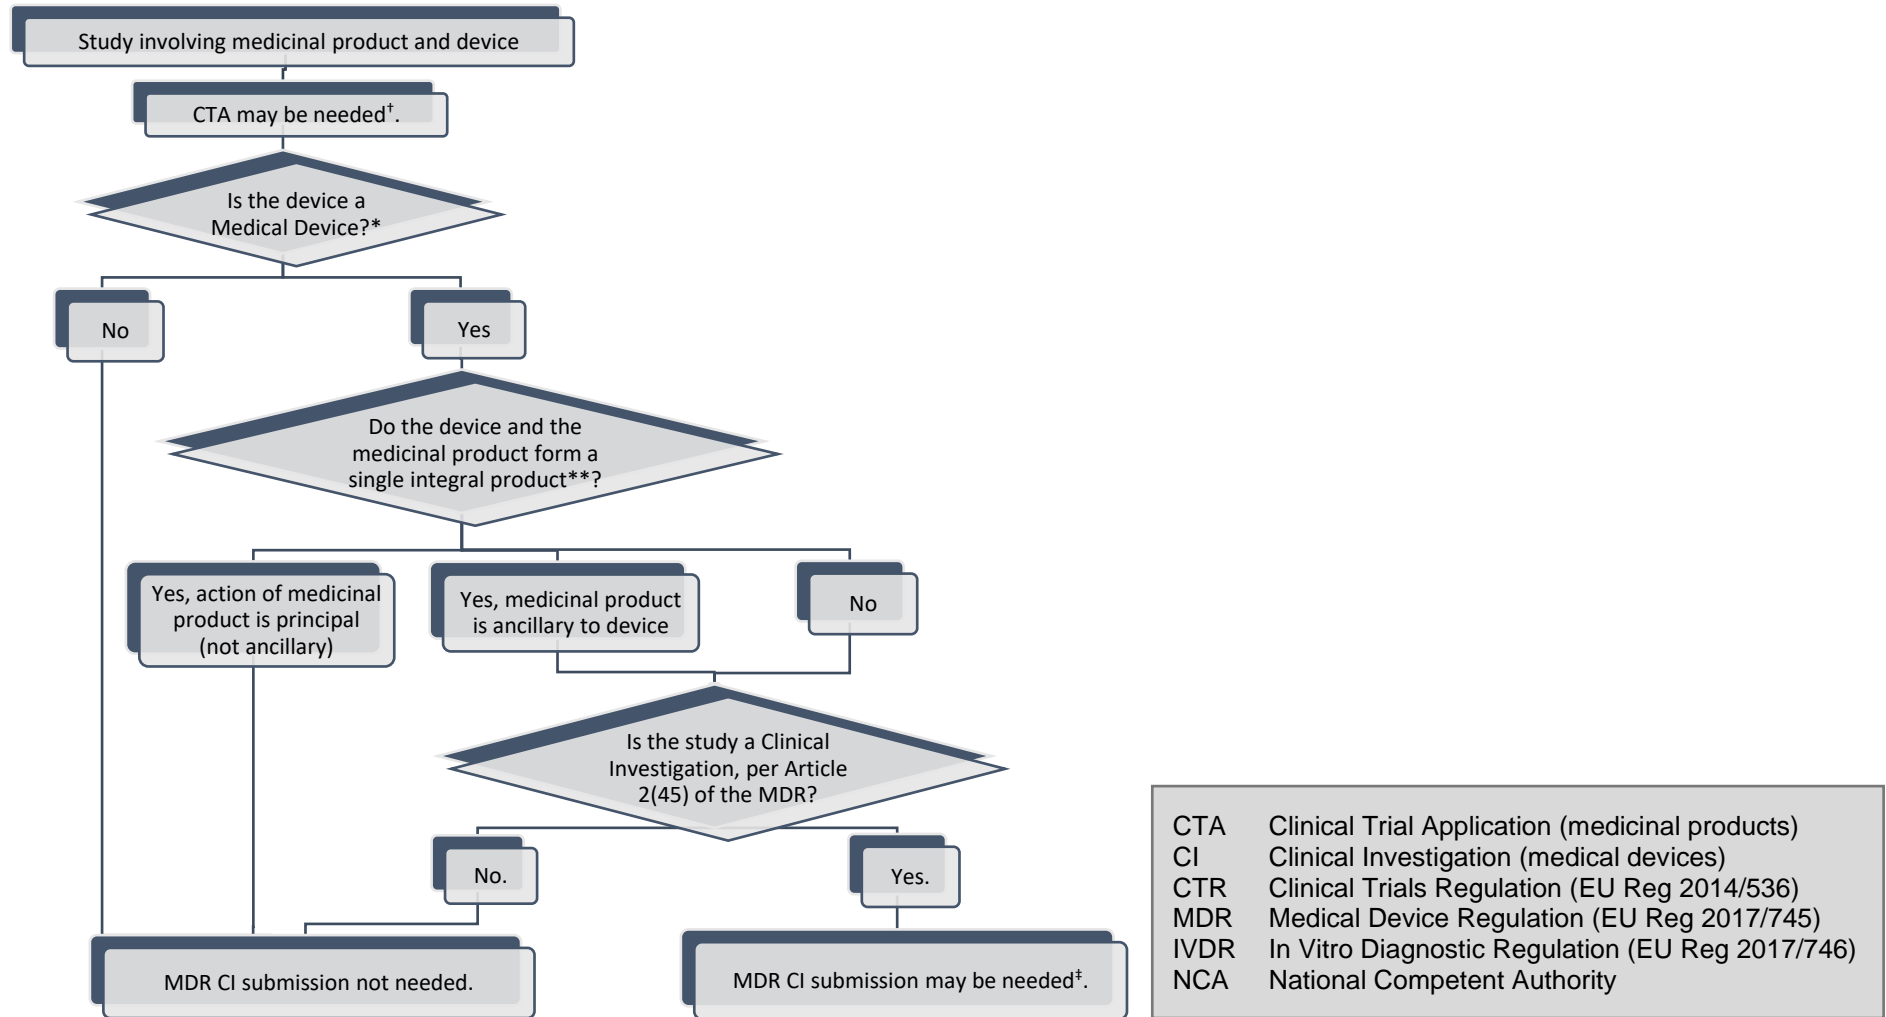 Study involving medicinal product and device
CTA may be needed†.
Is the device a
Medical Device?*
No
Yes
Do the device and the
medicinal product form a
single integral product**?
Yes, action of medicinal
product is principal
(not ancillary)
Yes, medicinal product
is ancillary to device
No
Is the study a Clinical
Investigation, per Article
2(45) of the MDR?
No.
Yes.
MDR CI submission not needed.
MDR CI submission may be needed‡.
CTA Clinical Trial Application (medicinal products)
CI Clinical Investigation (medical devices)
CTR Clinical Trials Regulation (EU Reg 2014/536)
MDR Medical Device Regulation (EU Reg 2017/745)
IVDR In Vitro Diagnostic Regulation (EU Reg 2017/746)
NCA National Competent Authority